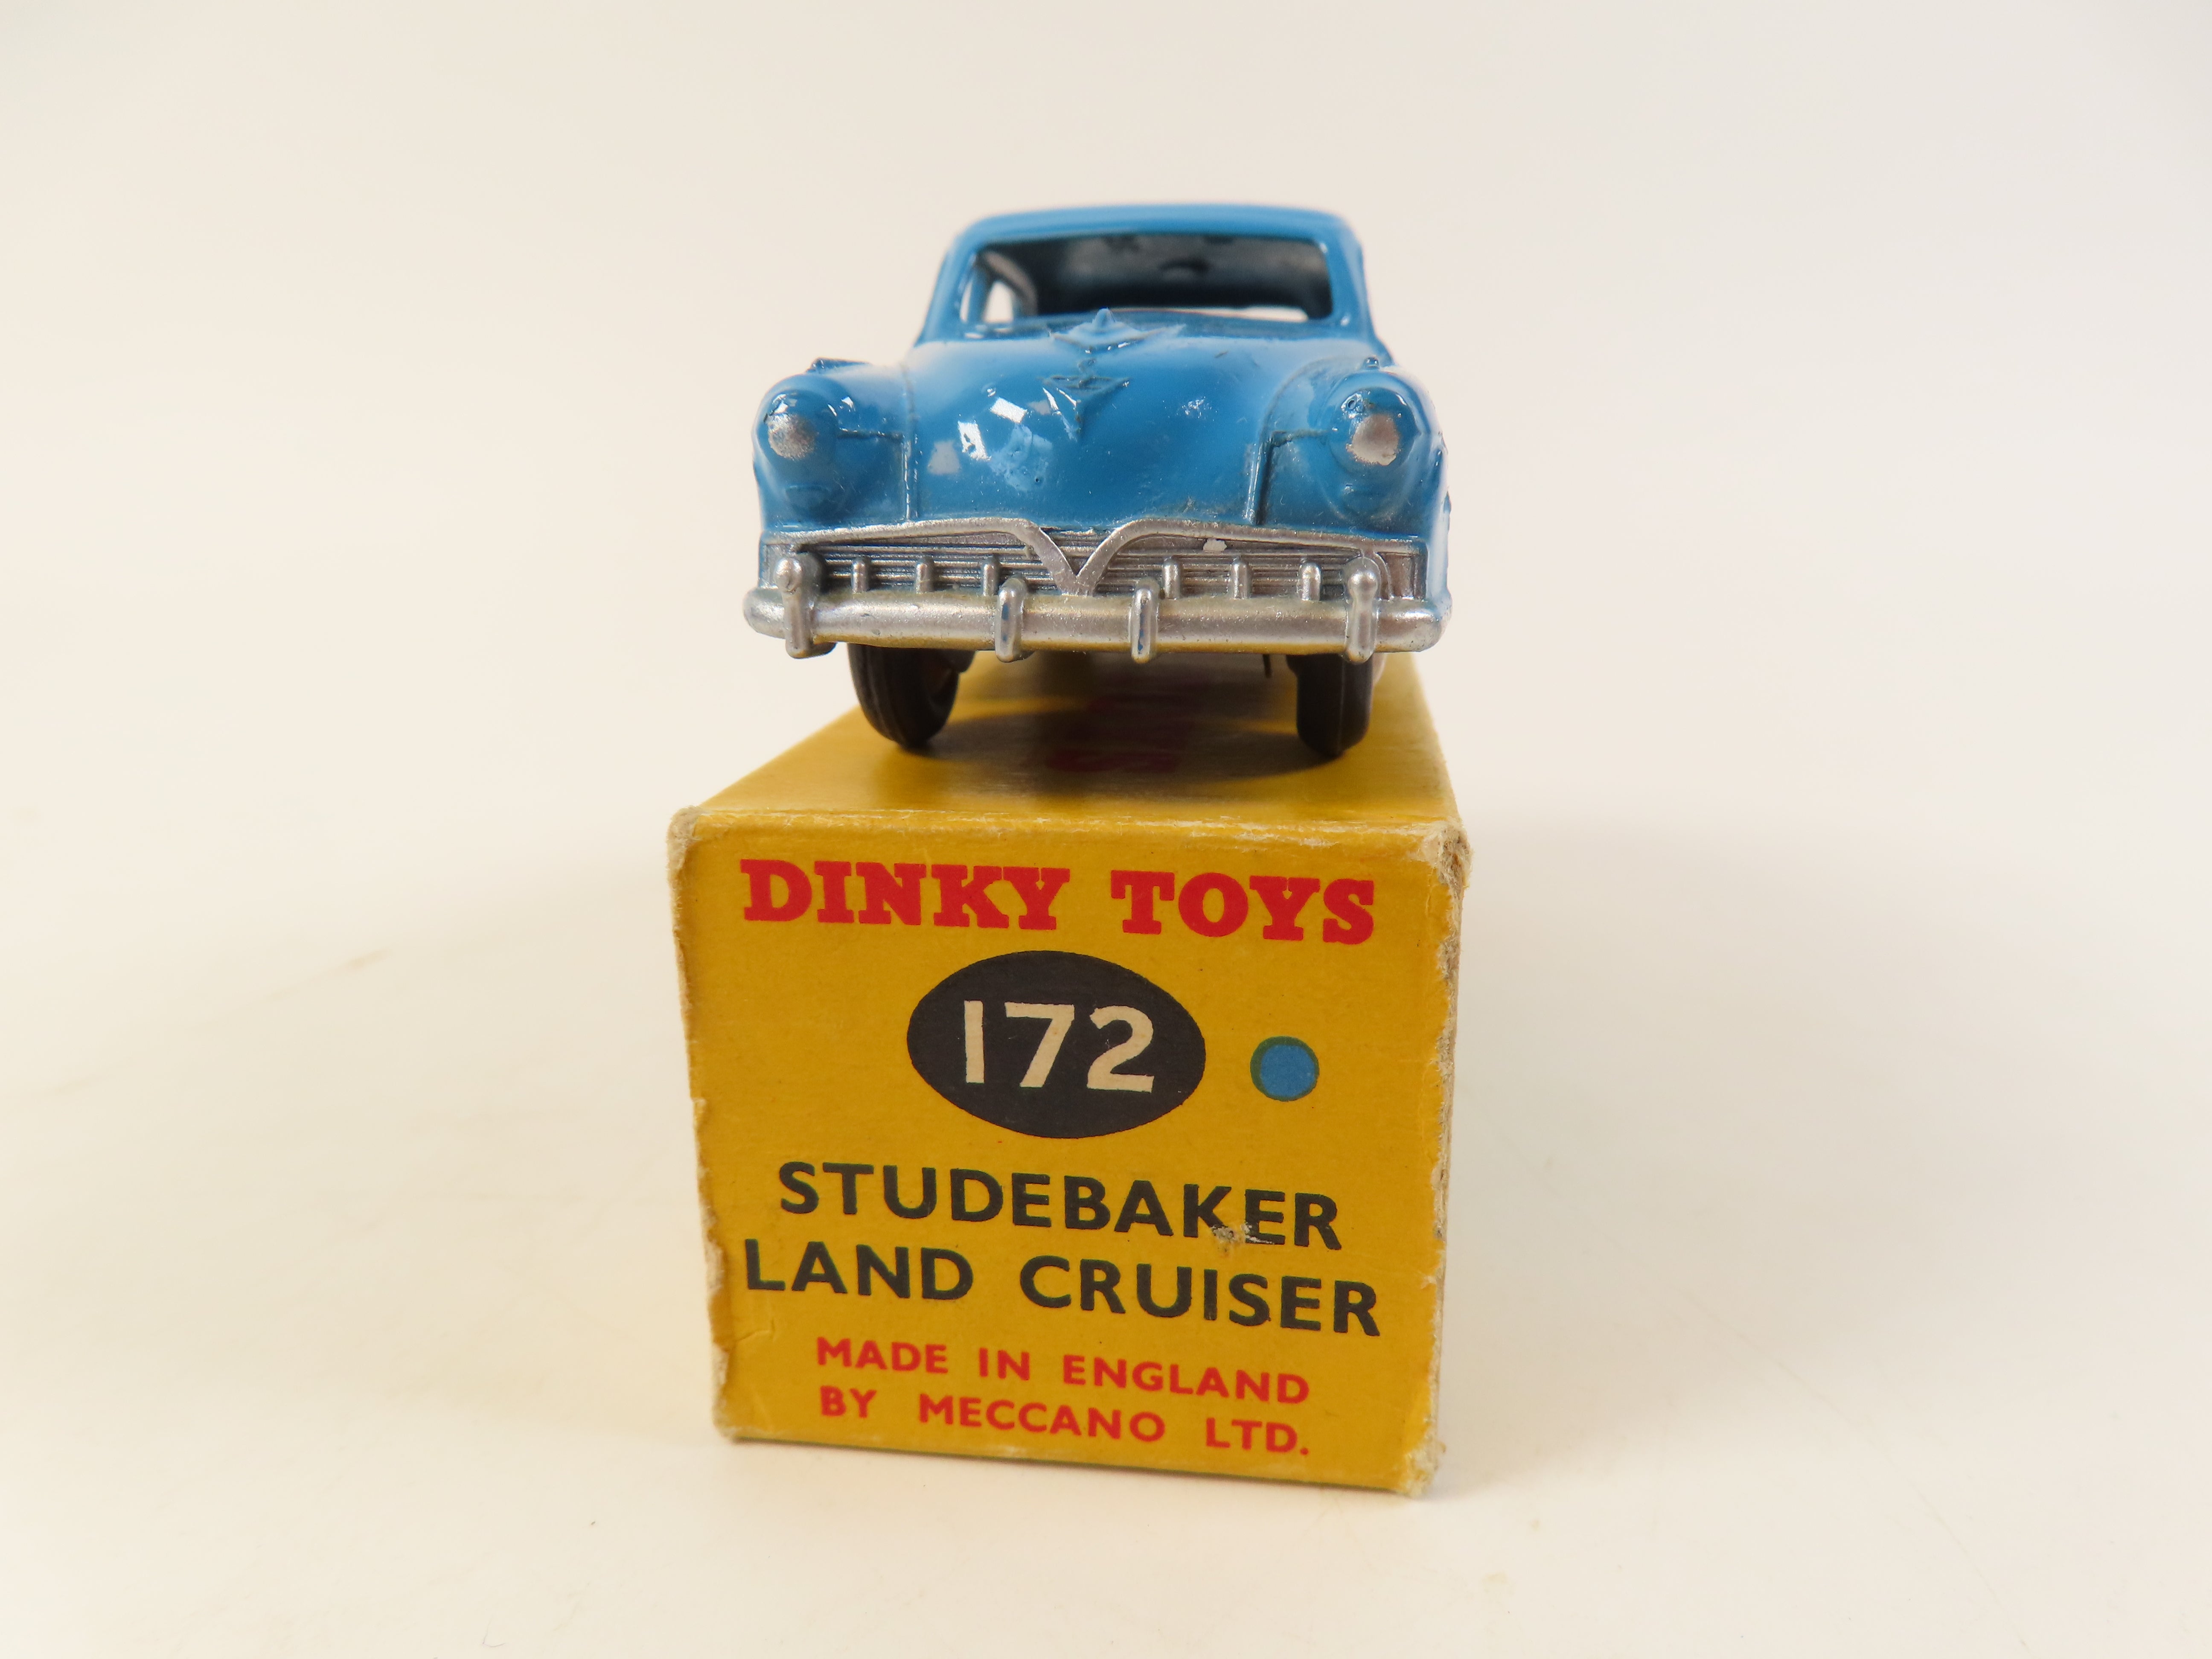 DINKY TOYS
172
STUDEBAKER
LAND CRUISER
MADE IN ENGLAND
BY MECCANO LTD.